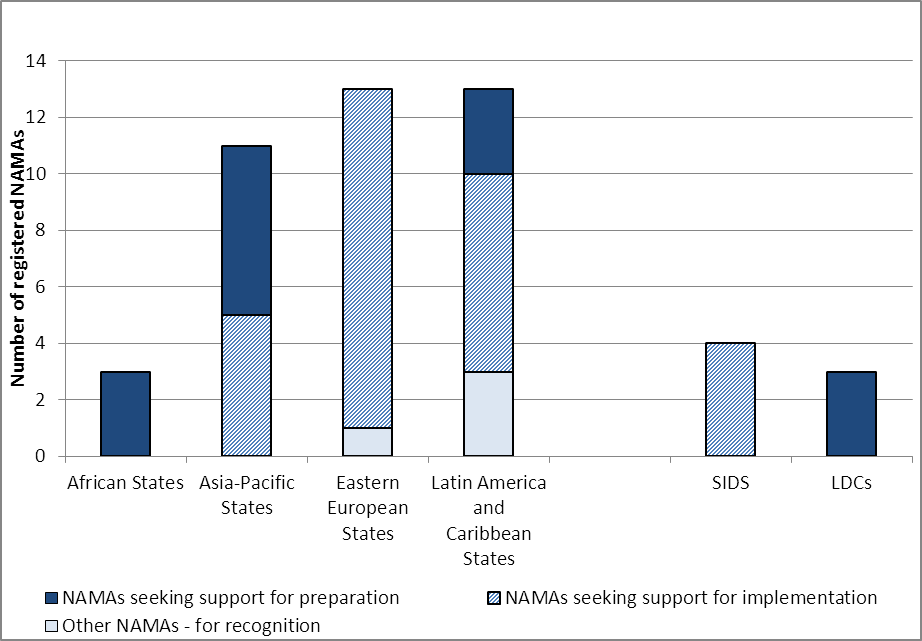 Number of registered NAMAs
14
12
10
8
6
4
2
0
African States
Asia-Pacific
States
Eastern
European
States
Latin America
and
Caribbean
States
SIDS
LDCs
NAMAs seeking support for preparation
NAMAs seeking support for implementation
Other NAMAs - for recognition